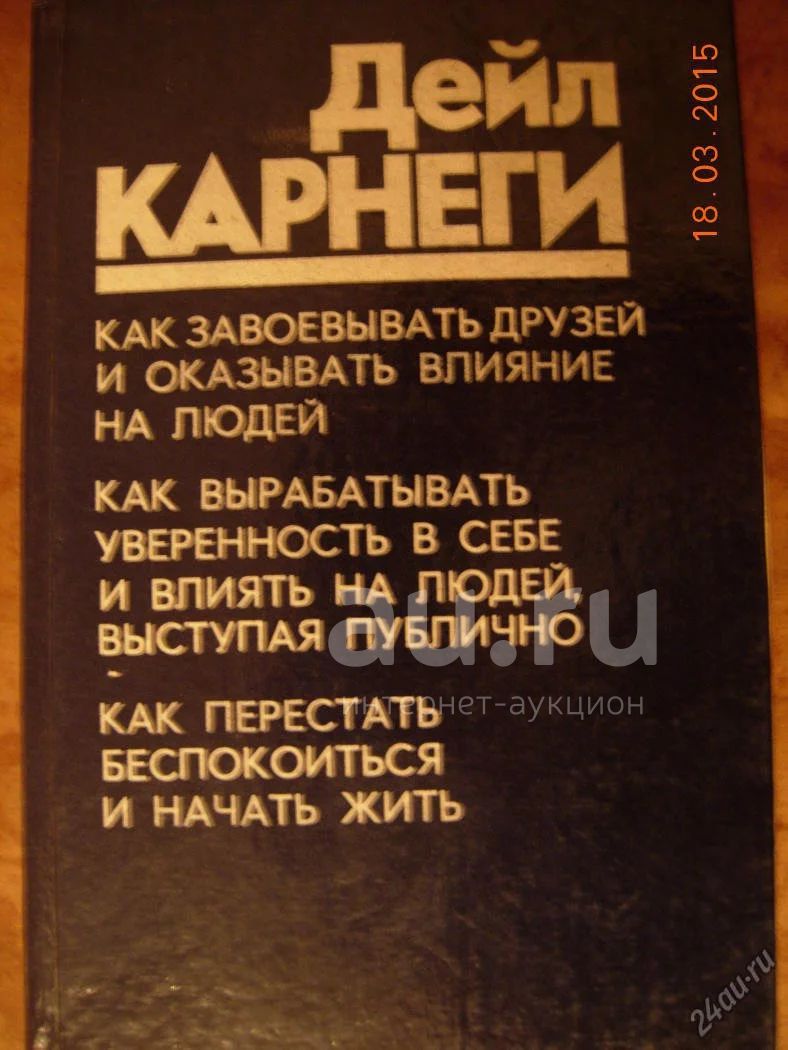 Дейл
КАРНЕГИ
КАК ЗАВОЕВЫВАТЬ ДРУЗЕЙ
И ОКАЗЫВАТЬ ВЛИЯНИЕ
НА ЛЮДЕЙ
КАК ВЫРАБАТЫВАТЬ
УВЕРЕННОСТЬ В СЕБЕ
И ВЛИЯТЬ НА ЛЮДЕЙ,
ВЫСТУПАЯ ПУБЛИЧНО
КАК ПЕРЕСТАТЬ
БЕСПОКОИТЬСЯ
И НАЧАТЬ ЖИТЬ
18.03.2015
au.ru
интернет-аукцион
24au.ru